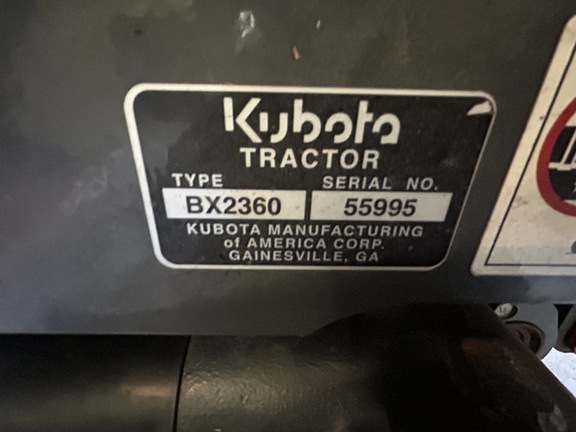 Kubota
TRACTOR
TYPE SERIAL NO.
BX2360 55995
KUBOTA MANUFACTURING
of AMERICA CORP.
GAINESVILLE, GA